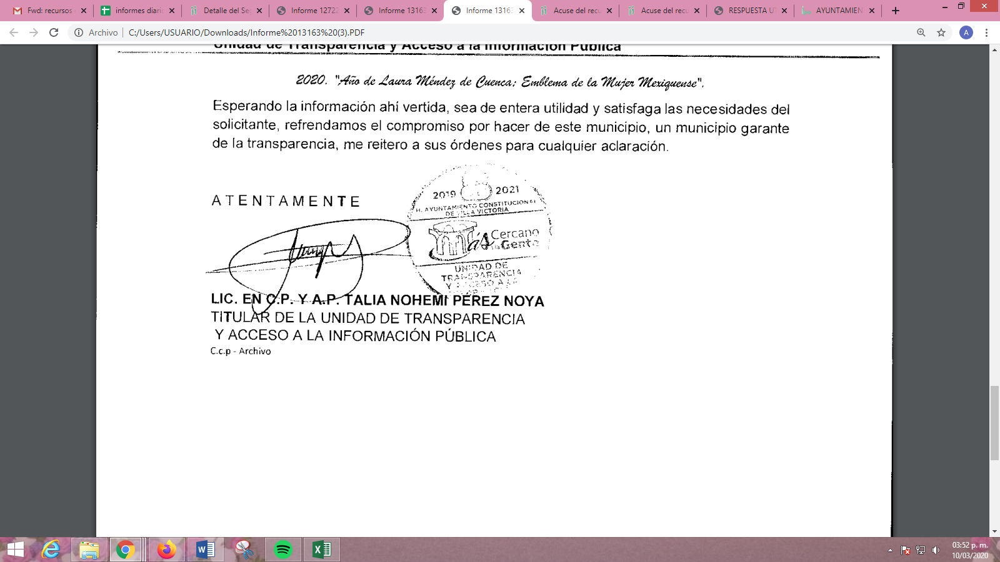 Fwd: recursos
informes diari
Detalle del Se
Informe 1272
Informe 1316
Informe 1316
Acuse del rec
Acuse del rec
RESPUESTA U
AYUNTAMIEN
Archivo
C:/Users/USUARIO/Downloads/Informe%2013163%20(3).PDF
A
Unidad de Transparencia y Acceso a la Información Pública
2020. "Año de Laura Méndez de Cuenca; Emblema de la Mujer Mexiquense".
Esperando la información ahí vertida, sea de entera utilidad y satisfaga las necesidades del
solicitante, refrendamos el compromiso por hacer de este municipio, un municipio garante
de la transparencia, me reitero a sus órdenes para cualquier aclaración.
2019 2021
H. AYUNTAMIENTO CONSTITUCIONAL
DE VILLA VICTORIA
ATENTAMENTE
más Cercano
Gente
UNIDAD DE
TRANSPARENCIA
Y ACCESO A LA
LIC. EN C.P. Y A.P. TALIA NOHEMI PÉREZ NOYA
TITULAR DE LA UNIDAD DE TRANSPARENCIA
Y ACCESO A LA INFORMACIÓN PÚBLICA
C.c.p - Archivo
03:52 p. m.
10/03/2020